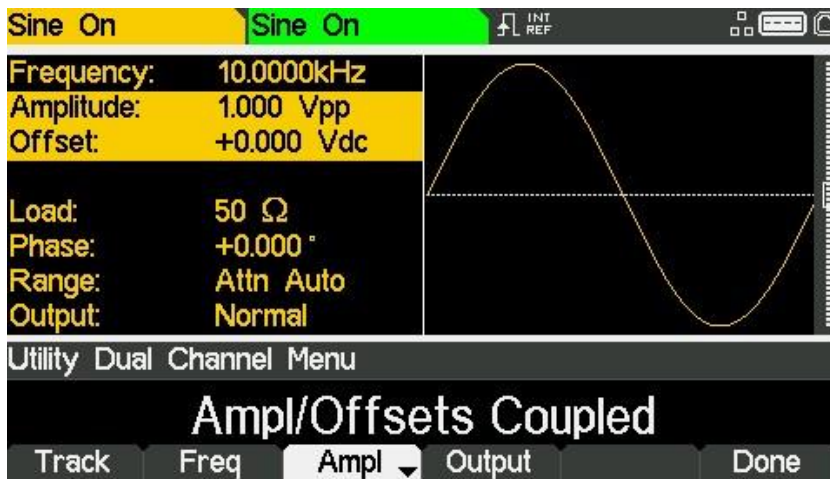 Sine On Sine On INT REF
Frequency: 10.0000kHz
Amplitude: 1.000 Vpp
Offset: +0.000 Vdc
Load: 50 Ω
Phase: +0.000 °
Range: Attn Auto
Output: Normal
Utility Dual Channel Menu
Ampl/Offsets Coupled
Track Freq Ampl Output Done